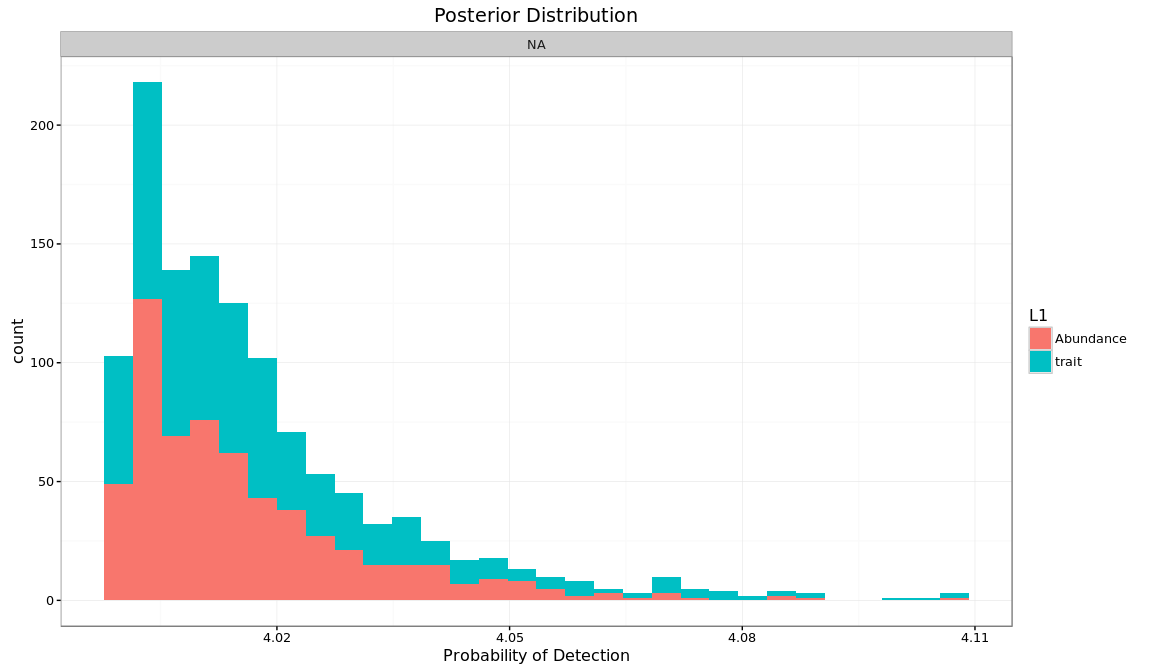 Posterior Distribution
NA
200
150
100
50
0
count
4.02
4.05
4.08
4.11
Probability of Detection
L1
Abundance
trait